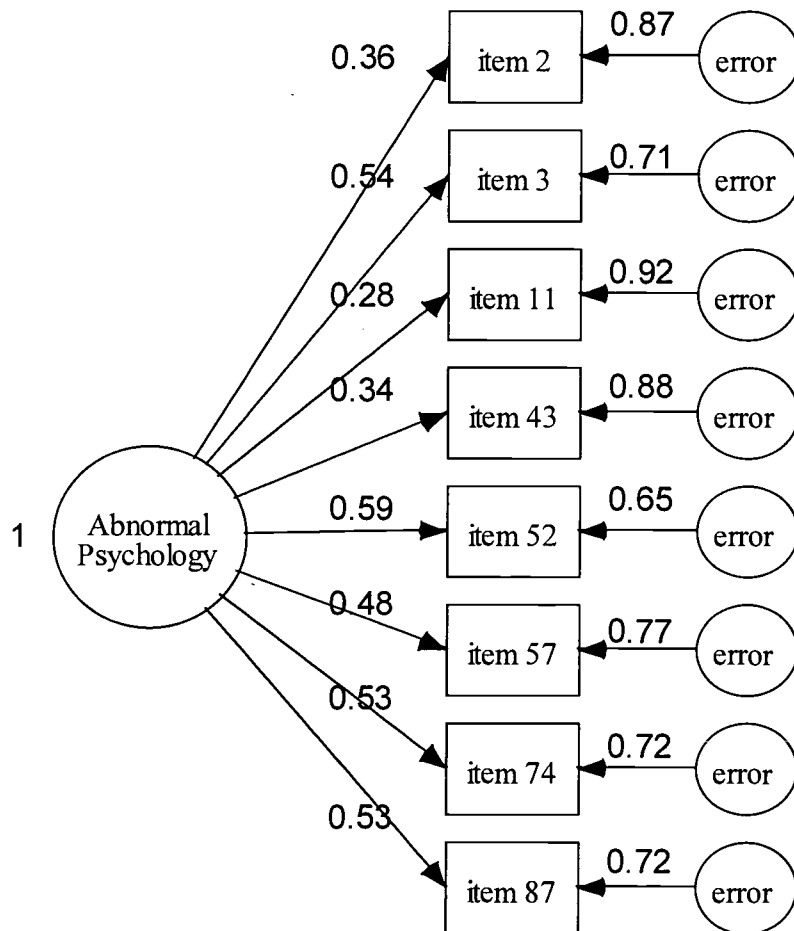 0.36 item 2 0.87 error
0.54 item 3 0.71 error
0.28 item 11 0.92 error
0.34 item 43 0.88 error
1 Abnormal
Psychology
0.59 item 52 0.65 error
0.48 item 57 0.77 error
0.53 item 74 0.72 error
0.53 item 87 0.72 error